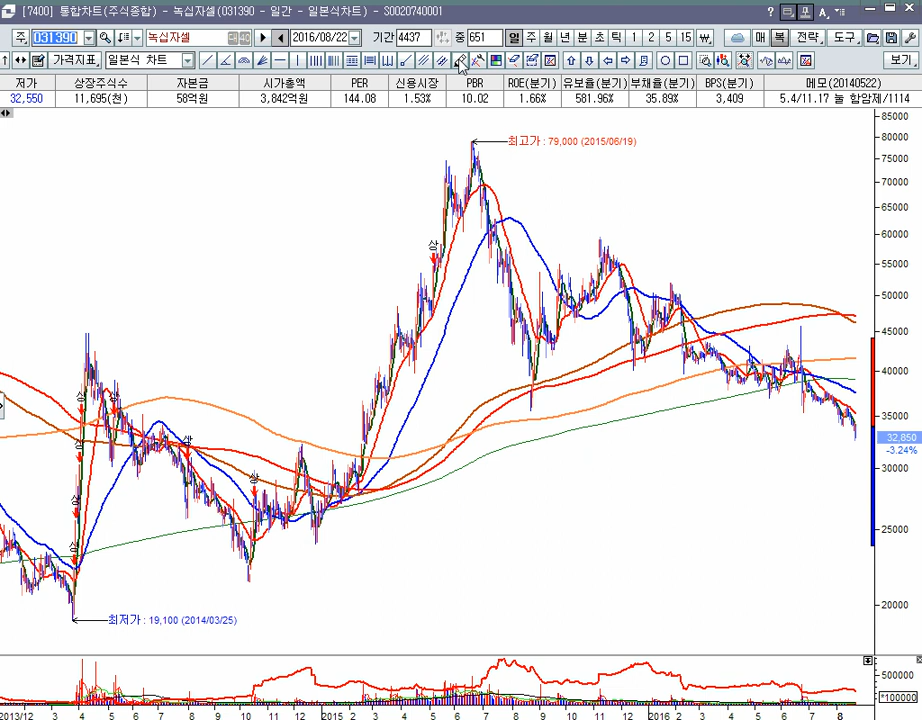 [7400] 통합차트(주식종합) - 녹십자셀(031390 - 일간 - 일본식차트) - S0020740001
? A
주 031390 녹십자셀 2016/08/22 기간 4437 중 651 일 주 월 년 분 초 틱 1 2 5 15 매 복 전략 도구
가격지표 일본식 차트 보기
저가 상장주식수 자본금 시가총액 PER 신용시장 PBR ROE(분기) 유보율(분기) 부채율(분기) BPS(분기) 메모(20140522)
32,550 11,695(천) 58억원 3,842억원 144.08 1.53% 10.02 1.66% 581.96% 35.89% 3,409 5.4/11.17 눌 함암제/1114
85000
80000
최고가 : 79,000 (2015/06/19)
75000
70000
65000
60000
상
55000
50000
45000
40000
상 상
35000
상 상
32,850
-3.24%
30000
상
상
25000
상
20000
최저가 : 19,100 (2014/03/25)
500000
*100000
2013/12 3 4 5 6 7 8 9 10 11 12 2015 2 3 4 5 6 7 8 9 10 11 12 2016 2 3 4 5 6 7 8